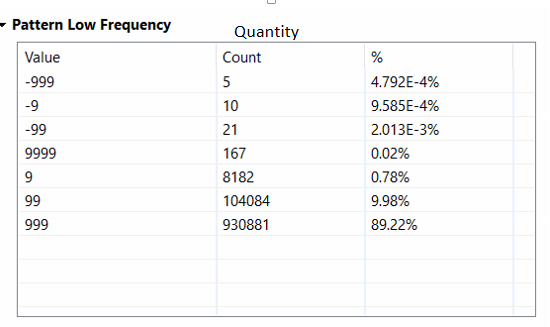 Pattern Low Frequency
Quantity
Value Count %
-999 5 4.792E-4%
-9 10 9.585E-4%
-99 21 2.013E-3%
9999 167 0.02%
9 8182 0.78%
99 104084 9.98%
999 930881 89.22%